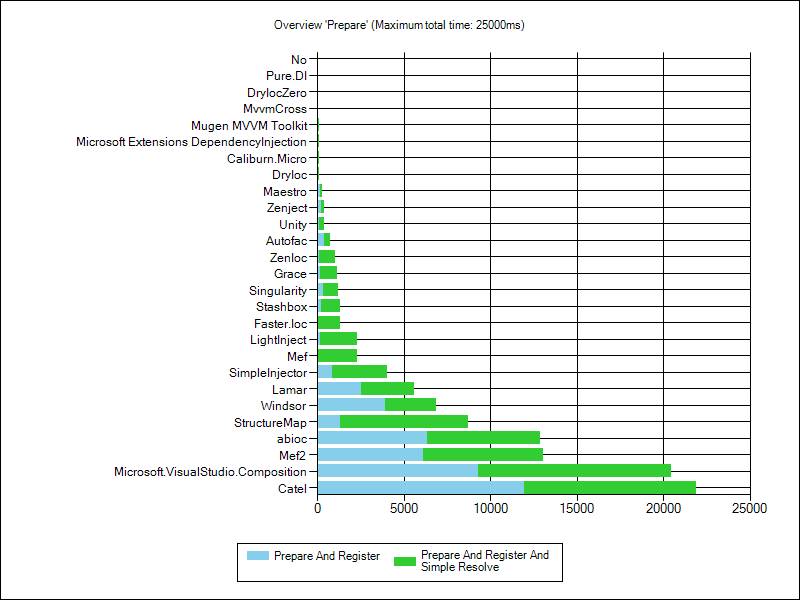 Overview 'Prepare' (Maximum total time: 25000ms)
No
Pure.DI
DryIocZero
MvvmCross
Mugen MVVM Toolkit
Microsoft Extensions DependencyInjection
Caliburn.Micro
DryIoc
Maestro
Zenject
Unity
Autofac
ZenIoc
Grace
Singularity
Stashbox
Faster.Ioc
LightInject
Mef
SimpleInjector
Lamar
Windsor
StructureMap
abioc
Mef2
Microsoft.VisualStudio.Composition
Catel
0 5000 10000 15000 20000 25000
Prepare And Register
Prepare And Register And
Simple Resolve